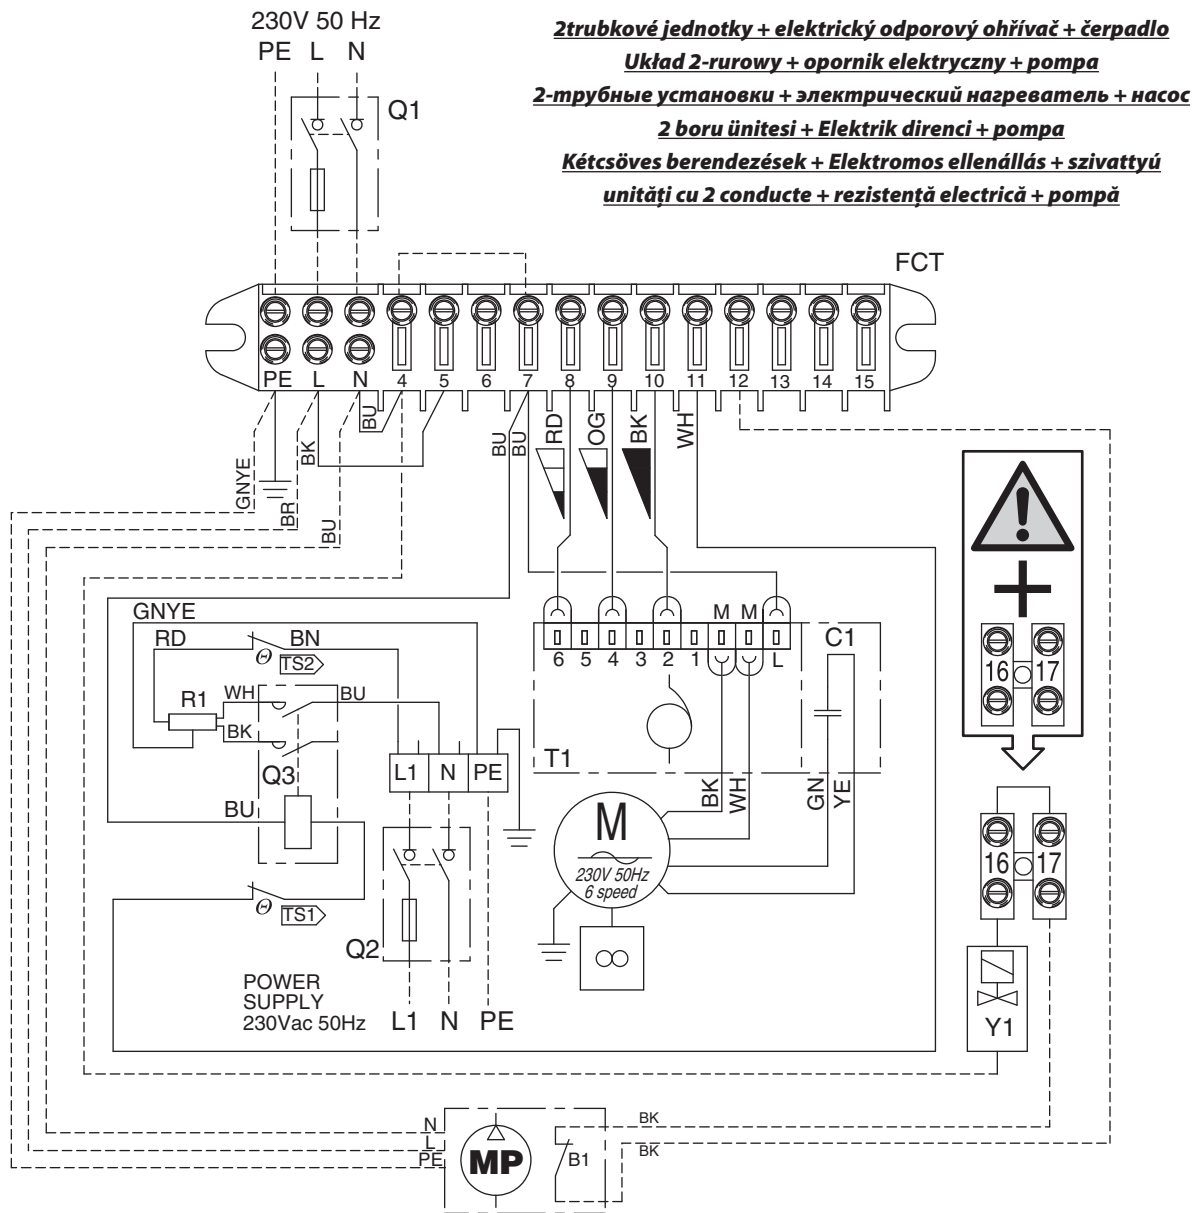 230V 50 Hz
PE L N
Q1
2trubkové jednotky + elektrický odporový ohřívač + čerpadlo
Układ 2-rurowy + opornik elektryczny + pompa
2-трубные установки + электрический нагреватель + насос
2 boru ünitesi + Elektrik direnci + pompa
Kétcsöves berendezések + Elektromos ellenállás + szivattyú
unităţi cu 2 conducte + rezistenţă electrică + pompă
FCT
PE L N 4 5 6 7 8 9 10 11 12 13 14 15
GNYE
BR
BK
BU
BU
BU
BU
RD
OG
BK
WH
16 17
GNYE
RD
BN
TS2
R1
WH
BK
BU
Q3
BU
TS1
L1 N PE
Q2
POWER
SUPPLY
230Vac 50Hz
L1 N PE
M M
6 5 4 3 2 1 L
C1
T1
BK
WH
GN
YE
M
230V 50Hz
6 speed
16 17
Y1
N
L
PE
MP
B1
BK
BK